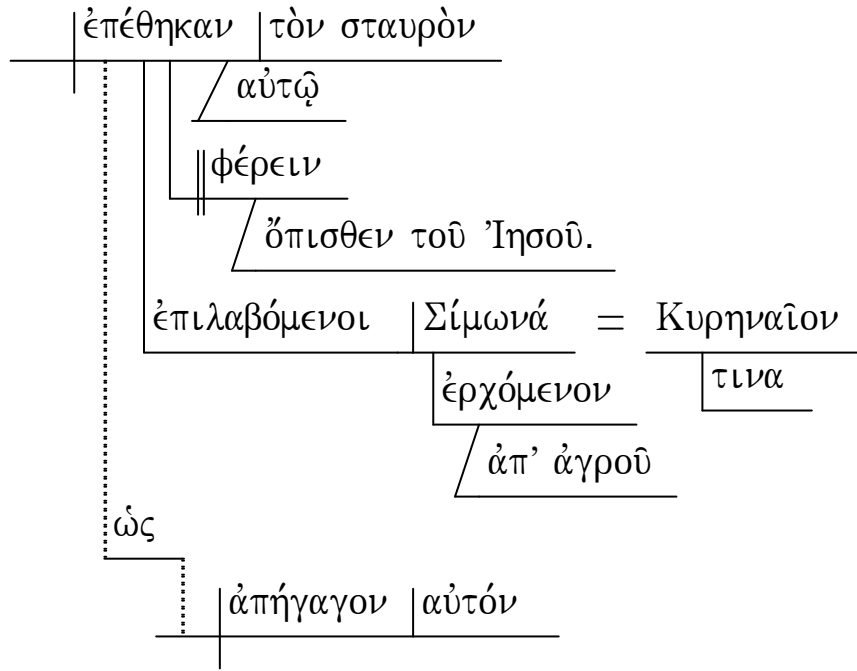 ἐπέθηκαν τὸν σταυρὸν
αὐτῷ
φέρειν
ὄπισθεν τοῦ Ἰησοῦ.
ἐπιλαβόμενοι Σίμωνά = Κυρηναῖον
ἐρχόμενον τινα
ἀπ’ ἀγροῦ
ὡς
ἀπήγαγον αὐτόν